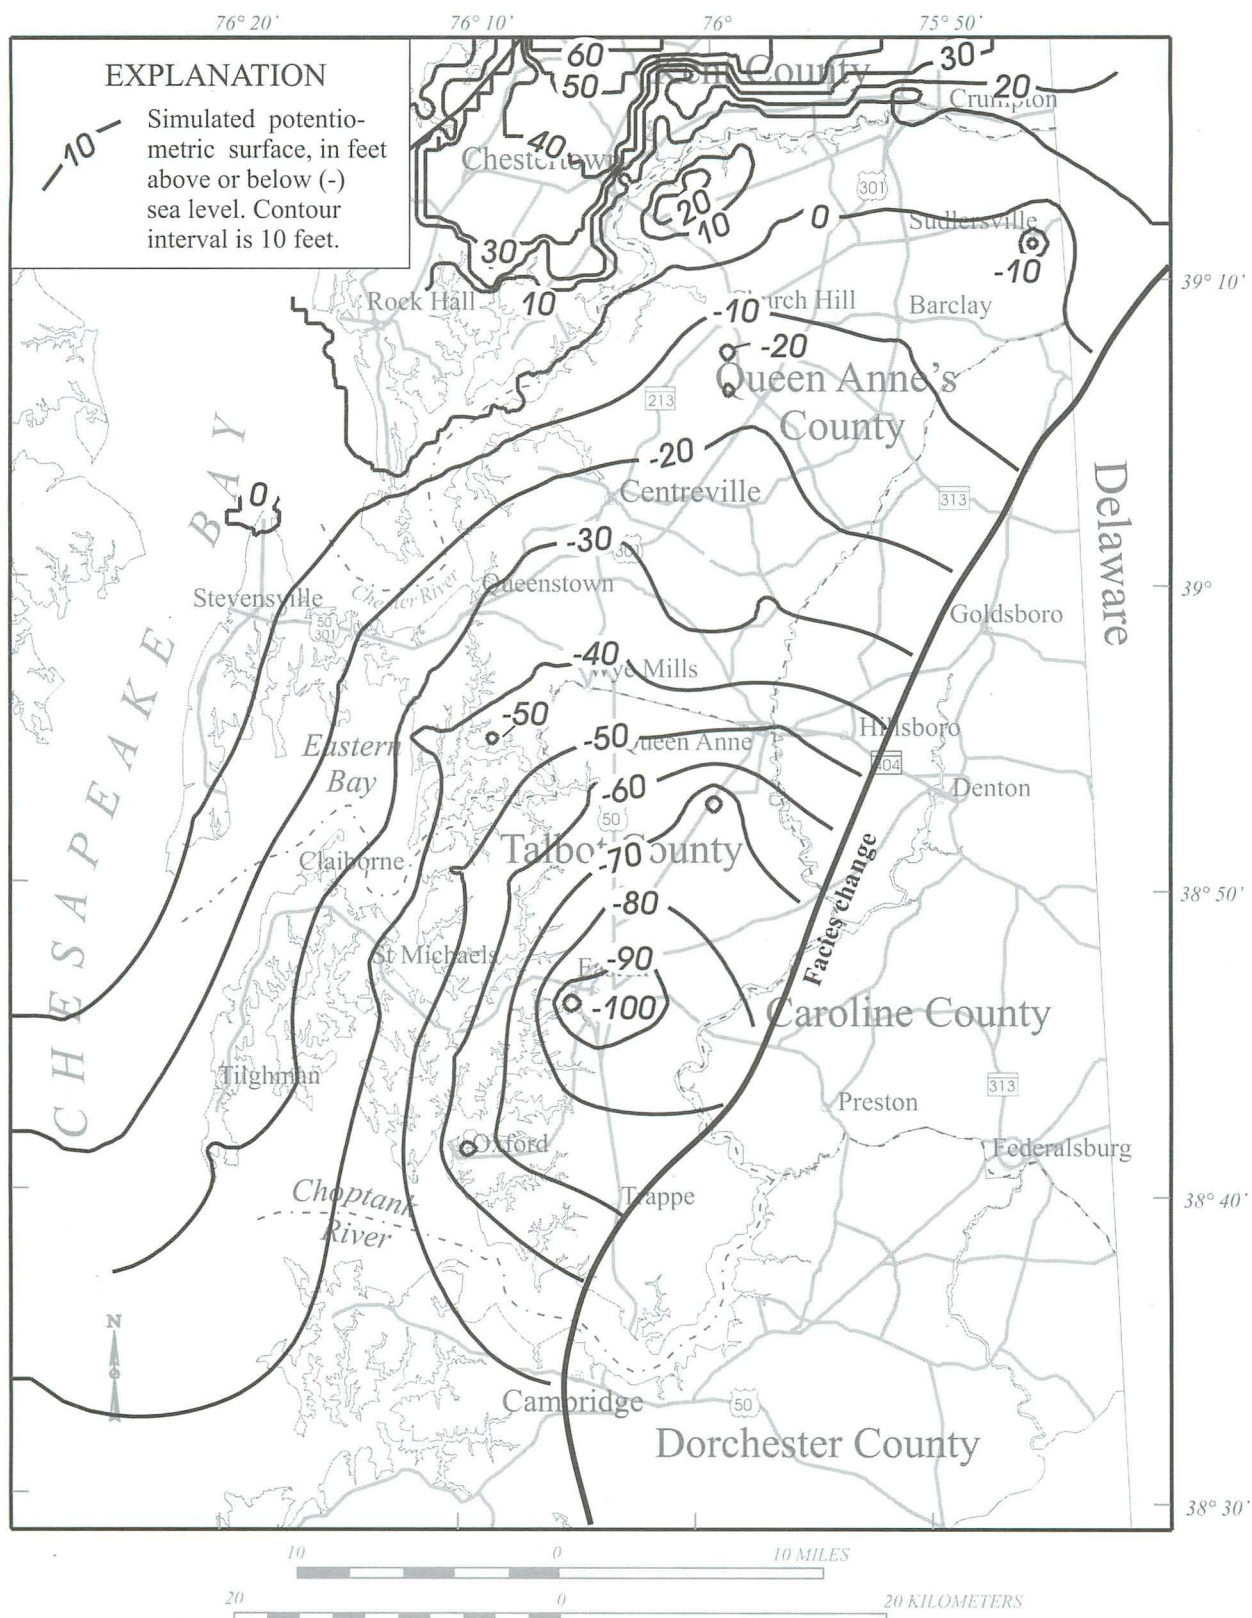 76° 20'
76° 10'
76°
75° 50'
EXPLANATION
-10
Simulated potentio-
metric surface, in feet
above or below (-)
sea level. Contour
interval is 10 feet.
60
50
40
30
20
Kent County
Crumpton
Chestertown
301
20
10
0
Sudlersville
-10
30
10
39° 10'
Rock Hall
Church Hill
-10
Barclay
-20
Queen Anne's
County
213
-20
Centreville
313
0
Delaware
-30
301
Queenstown
Chester River
39°
Stevensville
50
301
Goldsboro
CHESAPEAKE BAY
-40
Wye Mills
-50
-50
Queen Anne
Hillsboro
404
Eastern
Bay
-60
Denton
50
Talbot County
-70
Claiborne
Facies change
38° 50'
-80
St Michaels
-90
Easton
-100
Caroline County
Tilghman
313
Preston
Oxford
Federalsburg
Choptank
River
Trappe
38° 40'
N
Cambridge
50
Dorchester County
38° 30'
10
0
10 MILES
20
0
20 KILOMETERS